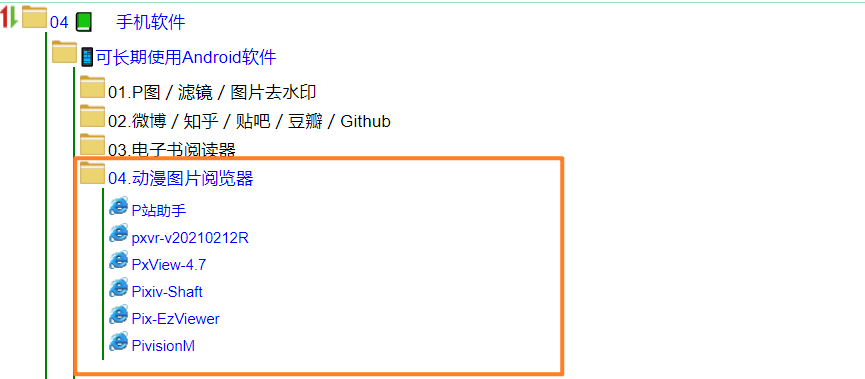 04 手机软件
可长期使用Android软件
01.P图 / 滤镜 / 图片去水印
02.微博 / 知乎 / 贴吧 / 豆瓣 / Github
03.电子书阅读器
04.动漫图片阅览器
P站助手
pxvr-v20210212R
PxView-4.7
Pixiv-Shaft
Pix-EzViewer
PivisionM